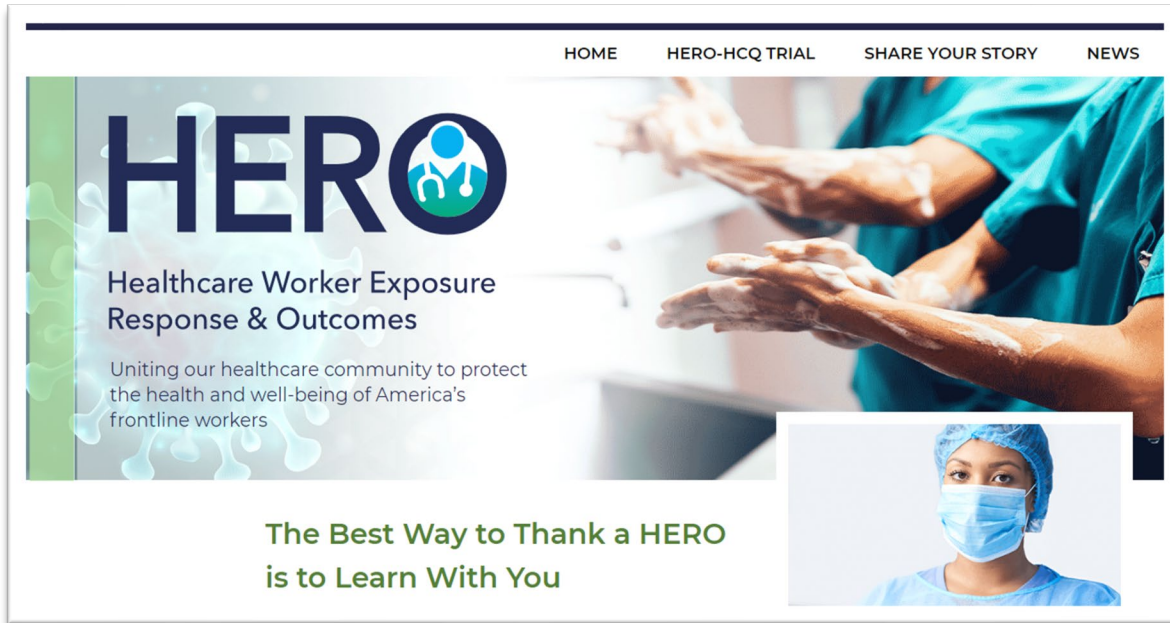 HOME HERO-HCQ TRIAL SHARE YOUR STORY NEWS
HERO
Healthcare Worker Exposure
Response & Outcomes
Uniting our healthcare community to protect
the health and well-being of America's
frontline workers
The Best Way to Thank a HERO
is to Learn With You